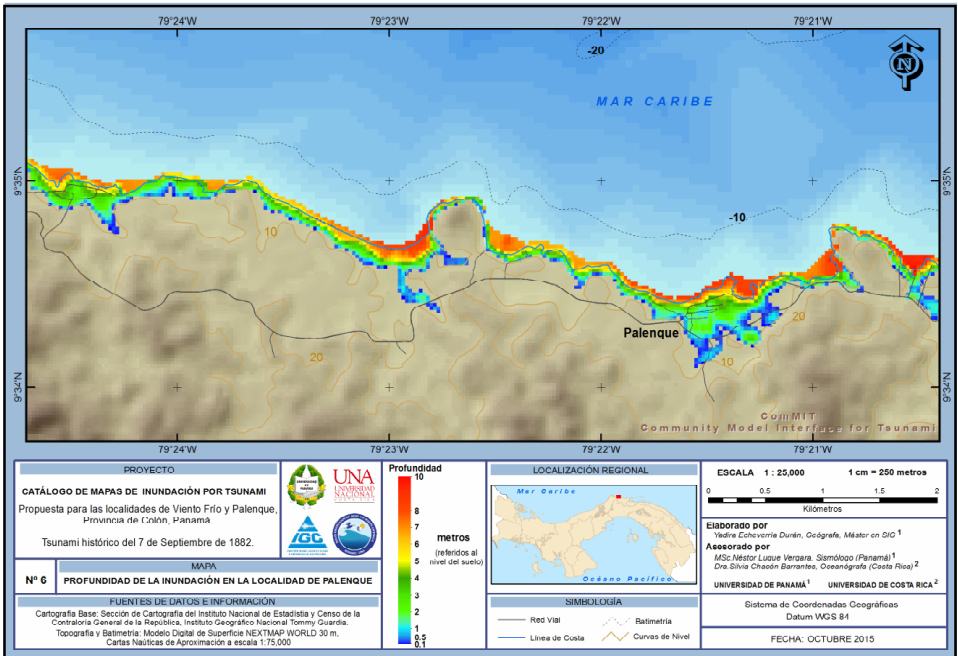 79°24'W 79°23'W 79°22'W 79°21'W
-20
N
MAR CARIBE
9°35'N 9°35'N
-10
10
Palenque
20
20
10
9°34'N 9°34'N
ComMIT
Community Model Interface for Tsunami
79°24'W 79°23'W 79°22'W 79°21'W
PROYECTO
CATÁLOGO DE MAPAS DE INUNDACIÓN POR TSUNAMI
Propuesta para las localidades de Viento Frío y Palenque,
Provincia de Colón, Panamá
Tsunami histórico del 7 de Septiembre de 1882.
MAPA
Nº 6 PROFUNDIDAD DE LA INUNDACIÓN EN LA LOCALIDAD DE PALENQUE
FUENTES DE DATOS E INFORMACIÓN
Cartografía Base: Sección de Cartografía del Instituto Nacional de Estadistia y Censo de la
Contraloría General de la República, Instituto Geográfico Nacional Tommy Guardia.
Topografía y Batimetría: Modelo Digital de Superficie NEXTMAP WORLD 30 m,
Cartas Naúticas de Aproximación a escala 1:75,000
UNA
UNIVERSIDAD
NACIONAL
COSTA RICA
IGC
Profundidad
10
8
6
5
4
3
2
1
0.5
0.1
metros
(referidos al
nivel del suelo)
LOCALIZACIÓN REGIONAL
Mar Caribe
Océano Pacífico
SIMBOLOGÍA
Red Vial
Batimetría
Línea de Costa
Curvas de Nivel
ESCALA 1 : 25,000 1 cm = 250 metros
0 0.5 1 1.5 2
Kilómetros
Elaborado por
Yadire Echeverría Durán, Geógrafa, Máster en SIG 1
Asesorado por
MSc.Néstor Luque Vergara, Sismólogo (Panamá) 1
Dra.Silvia Chacón Barrantes, Oceanógrafa (Costa Rica) 2
UNIVERSIDAD DE PANAMÁ 1 UNIVERSIDAD DE COSTA RICA 2
Sistema de Coordenadas Geográficas
Datum WGS 84
FECHA: OCTUBRE 2015